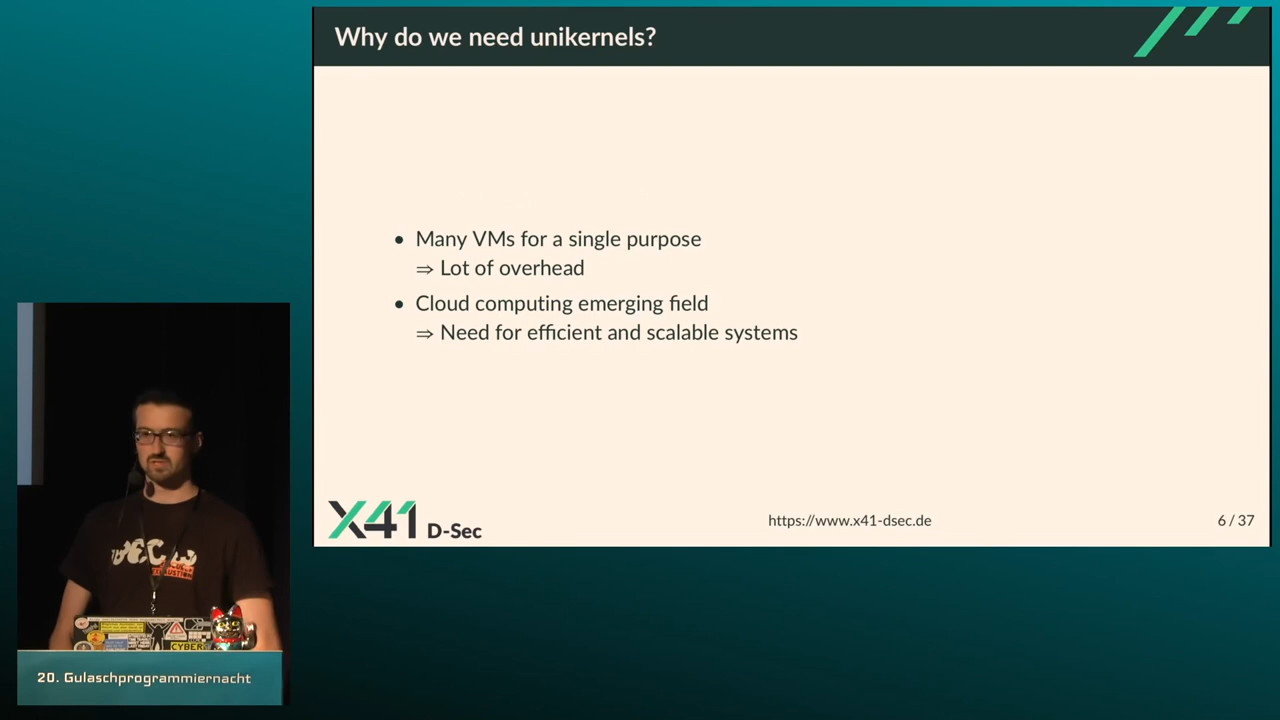 Why do we need unikernels?
• Many VMs for a single purpose
⇒ Lot of overhead
• Cloud computing emerging field
⇒ Need for efficient and scalable systems
X41 D-Sec
https://www.x41-dsec.de
6 / 37
CYBER
20. Gulaschprogrammiernacht